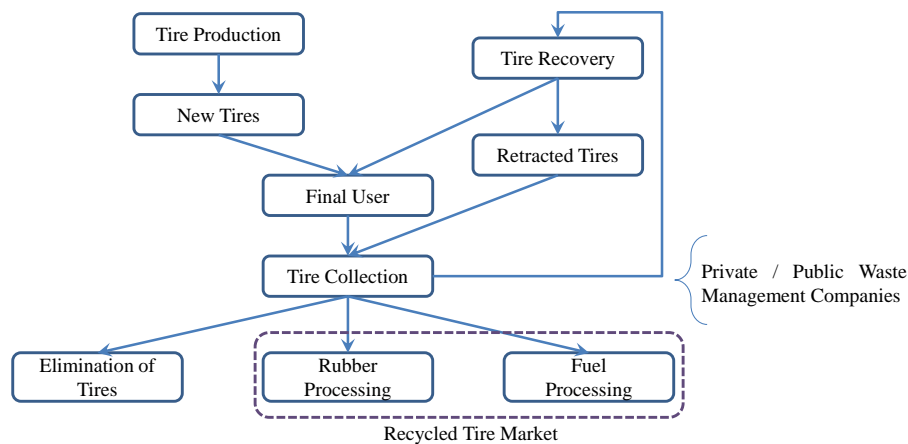 Tire Production
Tire Recovery
New Tires
Retracted Tires
Final User
Tire Collection
Private / Public Waste
Management Companies
Elimination of
Tires
Rubber
Processing
Fuel
Processing
Recycled Tire Market